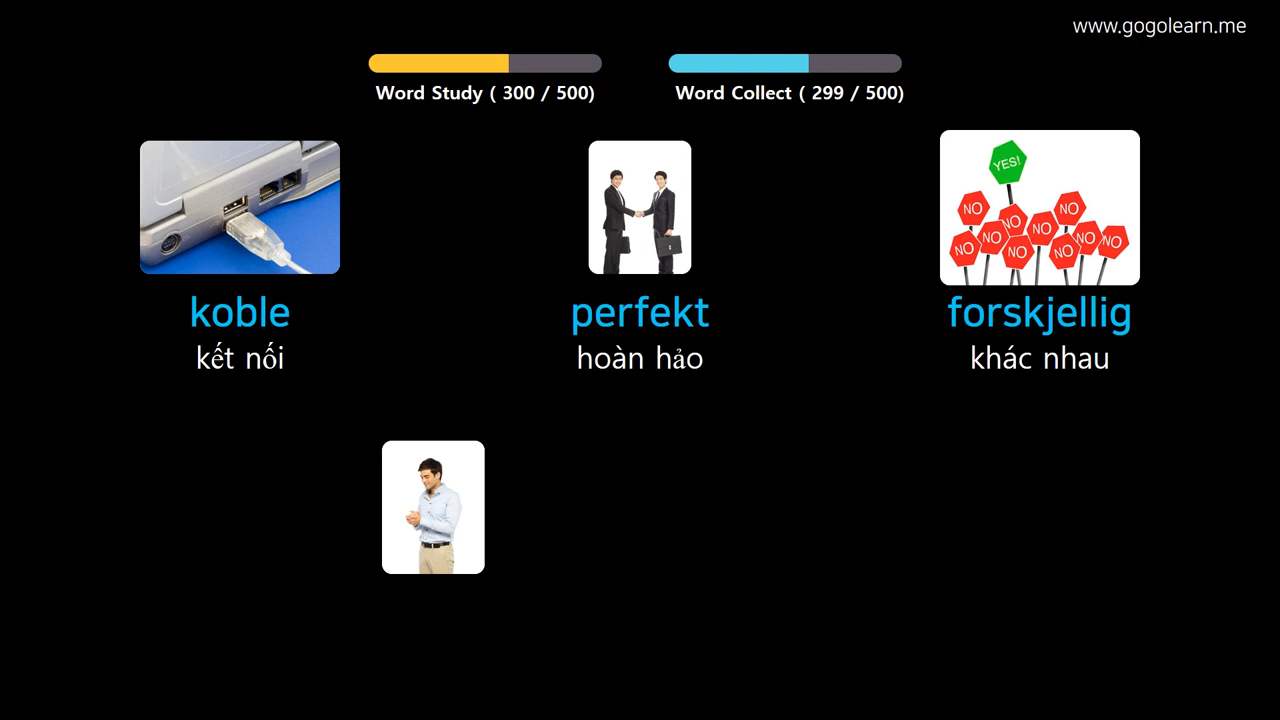 www.gogolearn.me
Word Study ( 300 / 500)
Word Collect ( 299 / 500)
YES!
NO
NO
NO
NO
NO
NO
NO
NO
NO
NO
koble
perfekt
forskjellig
kết nối
hoàn hảo
khác nhau